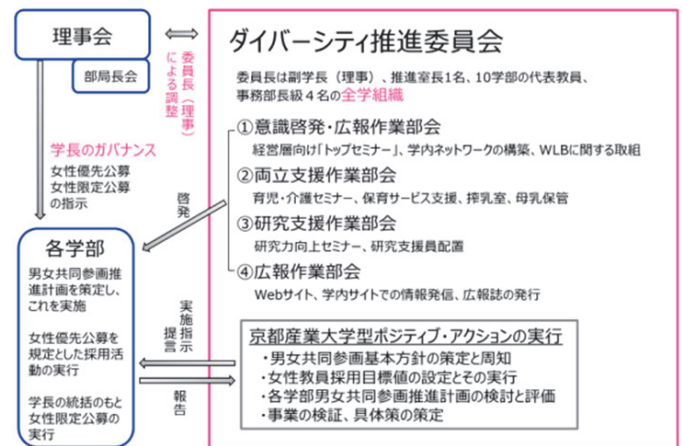 理事会
部局長会
委員長（理事）
による調整
学長のガバナンス
女性優先公募
女性限定公募
の指示
各学部
男女共同参画推
進計画を策定し、
これを実施
女性優先公募を
規定とした採用活
動の実行
学長の統括のもと
女性限定公募の
実行
啓発
実施指示
提言
報告
ダイバーシティ推進委員会
委員長は副学長（理事）、推進室長1名、10学部の代表教員、
事務部長級４名の全学組織
①意識啓発・広報作業部会
経営層向け「トップセミナー」、学内ネットワークの構築、WLBに関する取組
②両立支援作業部会
育児・介護セミナー、保育サービス支援、搾乳室、母乳保管
③研究支援作業部会
研究力向上セミナー、研究支援員配置
④広報作業部会
Webサイト、学内サイトでの情報発信、広報誌の発行
京都産業大学型ポジティブ・アクションの実行
・男女共同参画基本方針の策定と周知
・女性教員採用目標値の設定とその実行
・各学部男女共同参画推進計画の検討と評価
・事業の検証、具体策の策定